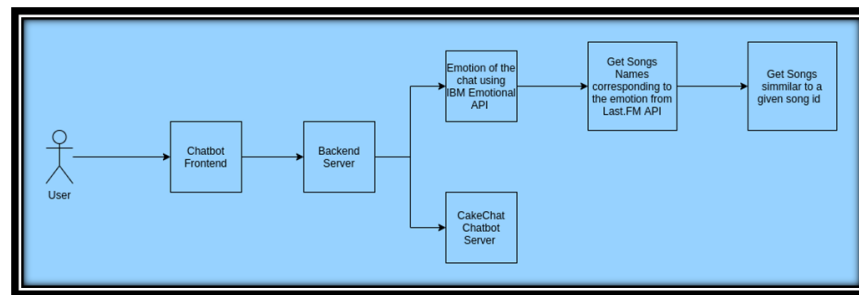 User
Chatbot
Frontend
Backend
Server
Emotion of the
chat using
IBM Emotional
API
Get Songs
Names
corresponding to
the emotion from
Last.FM API
Get Songs
simmilar to a
given song id
CakeChat
Chatbot
Server